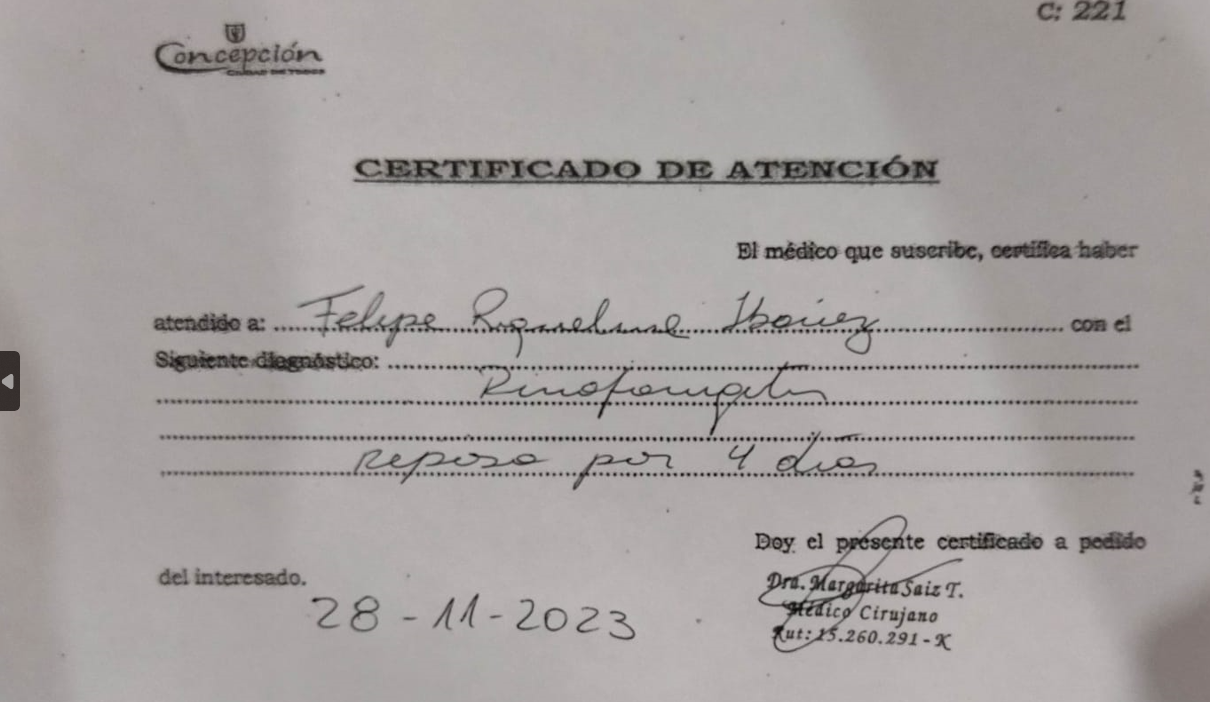 C: 221
Concepción
CERTIFICADO DE ATENCIÓN
El médico que suscribe, certifica haber
atendido a: Felipe Riquelme Ibañez con el
Siguiente diagnóstico:
Rinofaringitis
reposo por 4 días
Doy el presente certificado a pedido
del interesado.
Dra. Margarita Saiz T.
Médico Cirujano
Rut: 15.260.291-K
28-11-2023